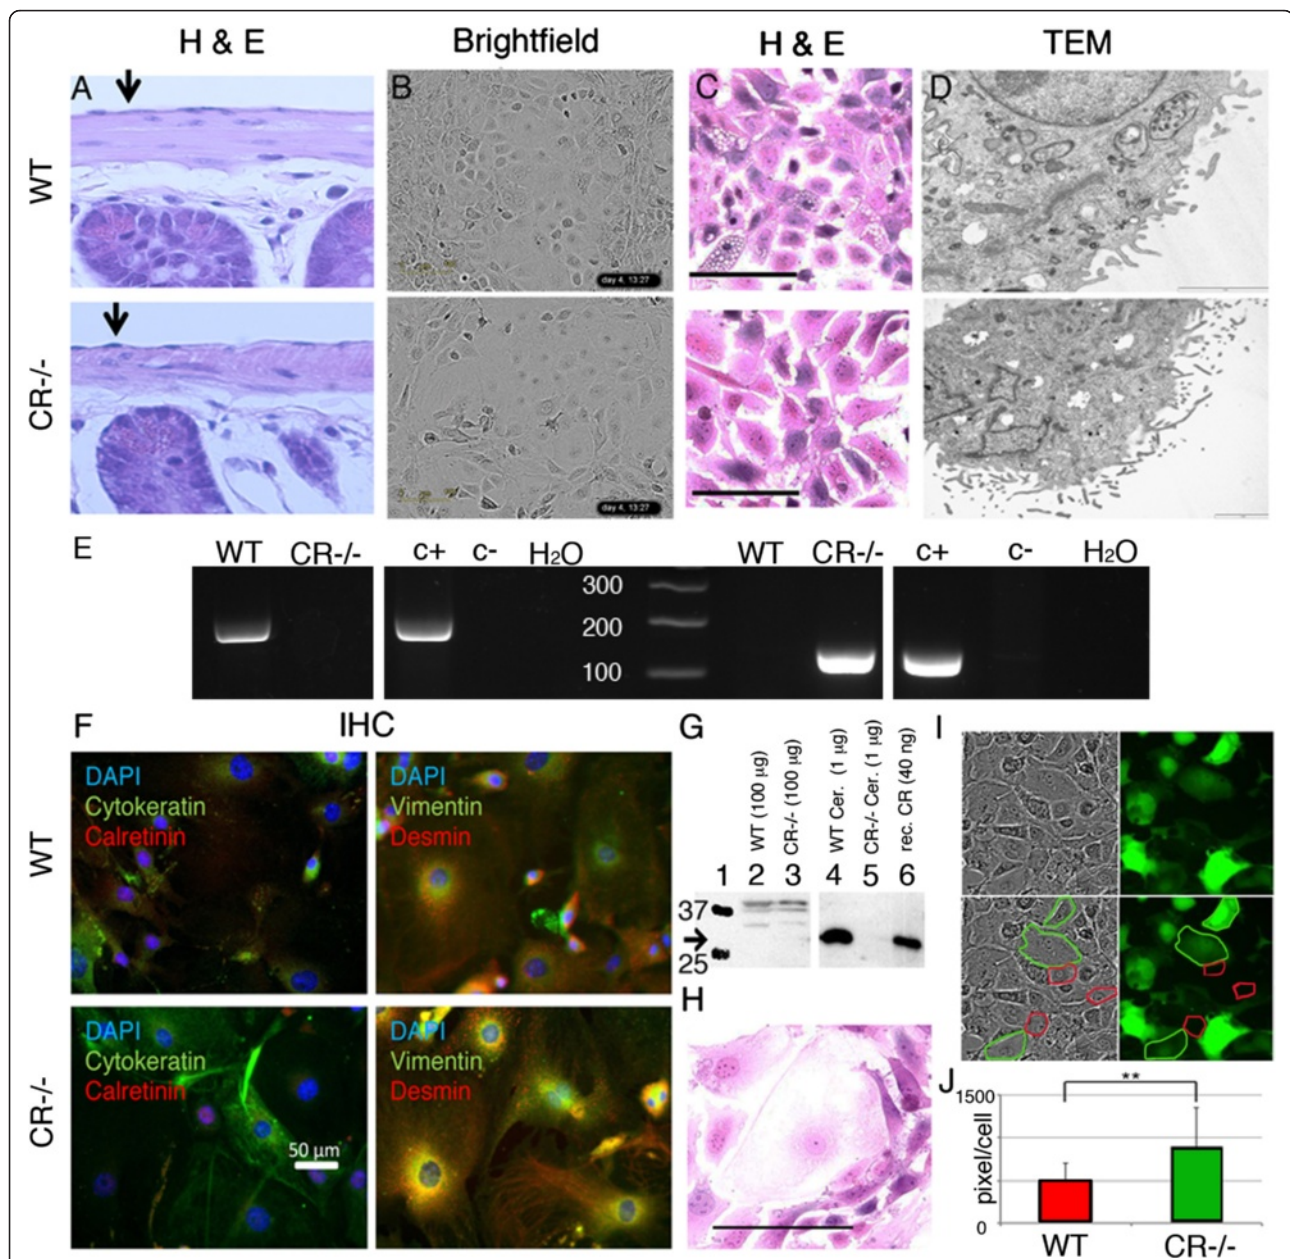 H & E Brightfield H & E TEM
A B C D
WT
day 4, 13:27
CR-/-
day 4, 13:27
E
WT CR-/- c+ c- H2O WT CR-/- c+ c- H2O
300
200
100
F IHC
WT
DAPI
Cytokeratin
Calretinin
DAPI
Vimentin
Desmin
CR-/-
DAPI
Cytokeratin
Calretinin
50 µm
DAPI
Vimentin
Desmin
G
WT (100 µg)
CR-/- (100 µg)
WT Cer. (1 µg)
CR-/- Cer. (1 µg)
rec. CR (40 ng)
1 2 3 4 5 6
37
25
H
I
J
**
1500
pixel/cell
0
WT CR-/-